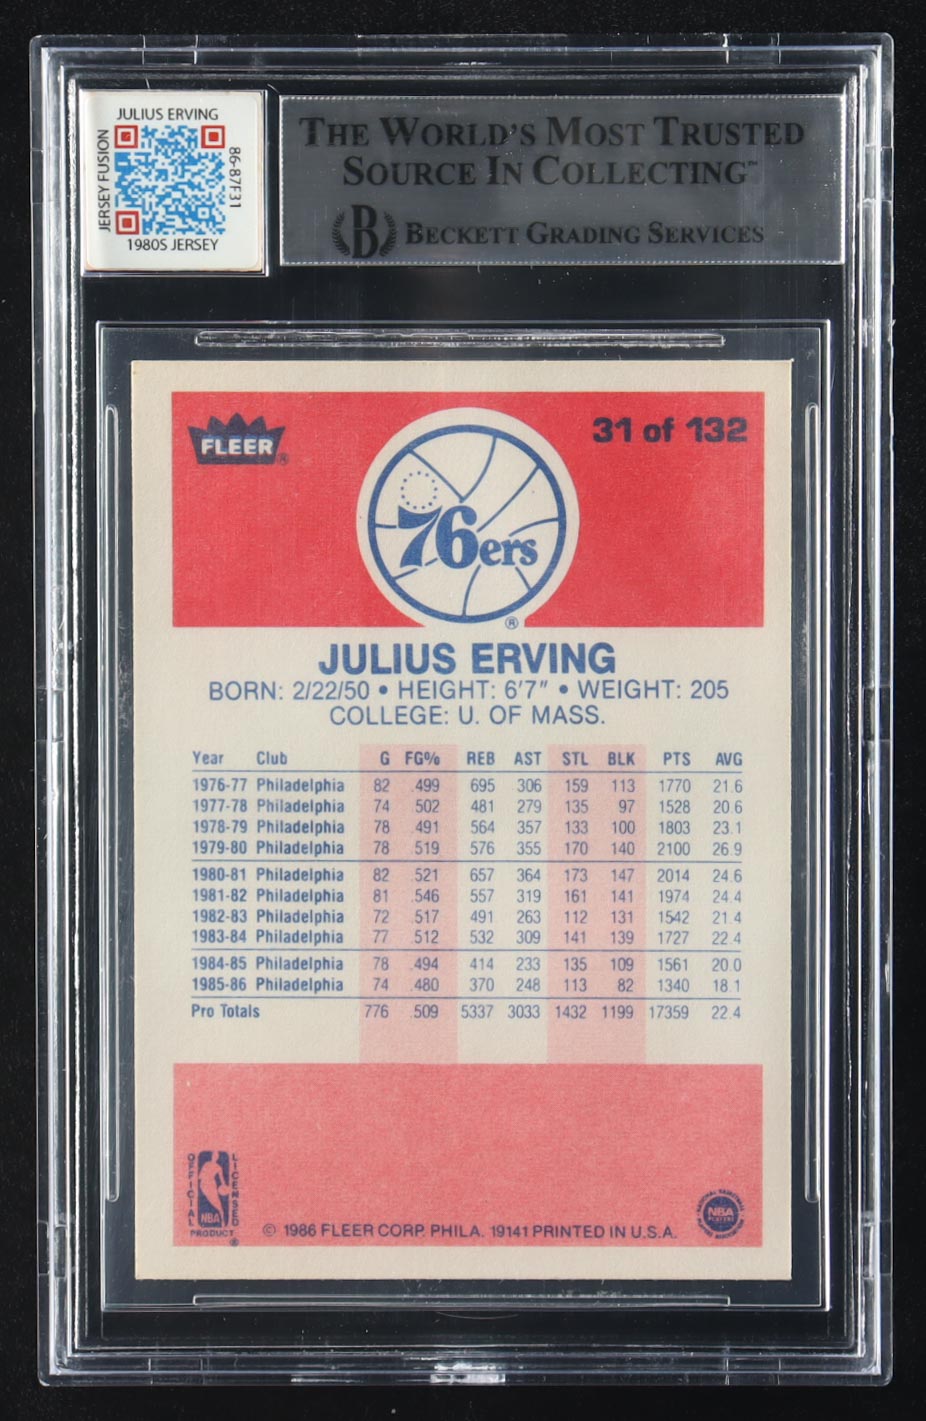 JULIUS ERVING
JERSEY FUSION
86-87F31
1980S JERSEY
THE WORLD'S MOST TRUSTED
SOURCE IN COLLECTING™
B BECKETT GRADING SERVICES
FLEER®
31 of 132
76ers
®
JULIUS ERVING
BORN: 2/22/50 • HEIGHT: 6'7" • WEIGHT: 205
COLLEGE: U. OF MASS.
Year Club G FG% REB AST STL BLK PTS AVG
1976-77 Philadelphia 82 .499 695 306 159 113 1770 21.6
1977-78 Philadelphia 74 .502 481 279 135 97 1528 20.6
1978-79 Philadelphia 78 .491 564 357 133 100 1803 23.1
1979-80 Philadelphia 78 .519 576 355 170 140 2100 26.9
1980-81 Philadelphia 82 .521 657 364 173 147 2014 24.6
1981-82 Philadelphia 81 .546 557 319 161 141 1974 24.4
1982-83 Philadelphia 72 .517 491 263 112 131 1542 21.4
1983-84 Philadelphia 77 .512 532 309 141 139 1727 22.4
1984-85 Philadelphia 78 .494 414 233 135 109 1561 20.0
1985-86 Philadelphia 74 .480 370 248 113 82 1340 18.1
Pro Totals 776 .509 5337 3033 1432 1199 17359 22.4
OFFICIAL
LICENSED
NBA
PRODUCT
®
© 1986 FLEER CORP. PHILA. 19141 PRINTED IN U.S.A.
NBA
PLAYERS